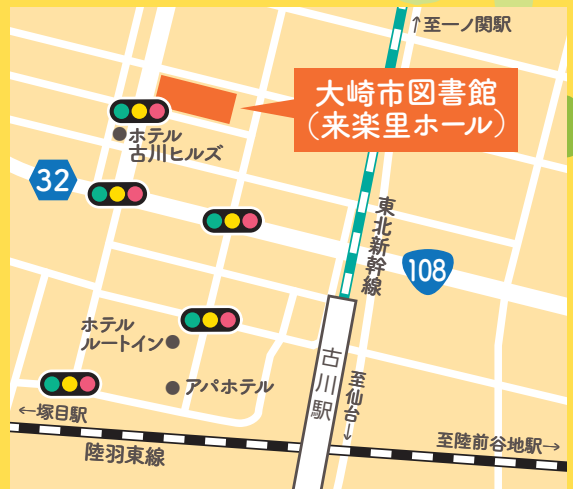 ↑至一ノ関駅
大崎市図書館
（来楽里ホール）
ホテル
古川ヒルズ
32
東北新幹線
108
ホテル
ルートイン
アパホテル
古川駅
至仙台↓
←塚目駅
陸羽東線
至陸前谷地駅→